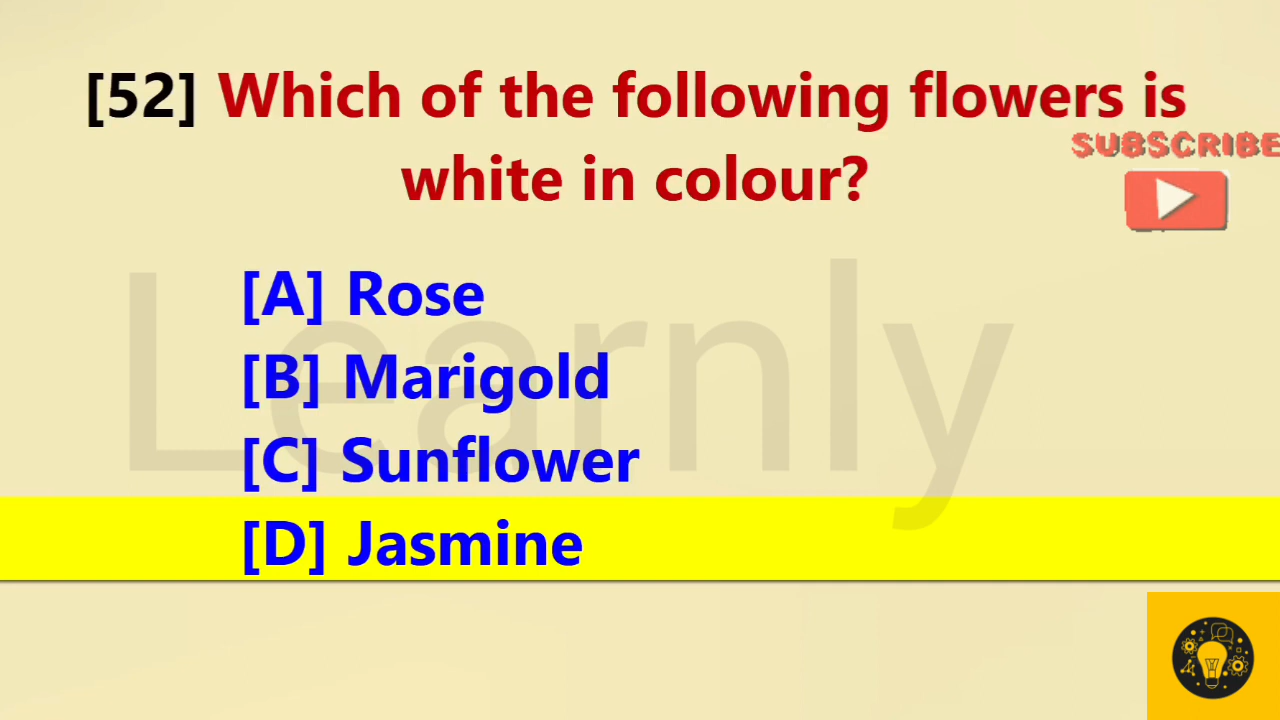 [52] Which of the following flowers is
white in colour?
SUBSCRIBE
[A] Rose
[B] Marigold
[C] Sunflower
[D] Jasmine
Learnly